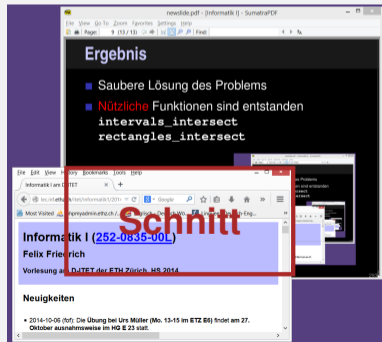 newslide.pdf - [Informatik I] - SumatraPDF
File View Go To Zoom Favorites Settings Help
Page: 9 (13 / 13) Find:
Ergebnis
Saubere Lösung des Problems
Nützliche Funktionen sind entstanden
intervals_intersect
rectangles_intersect
File Edit View History Bookmarks Tools Help
Informatik I am D-ITET
Google
Schnitt
Most Visited phpmyadmin.ethz.ch/
Informatik I (252-0835-00L)
Felix Friedrich
Vorlesung am D-ITET der ETH Zürich, HS 2014
Neuigkeiten
2014-10-06 (fof): Die Übung bei Urs Müller (Mo. 13-15 im ETZ E6) findet am 27.
Oktober ausnahmsweise im HG E 23 statt.